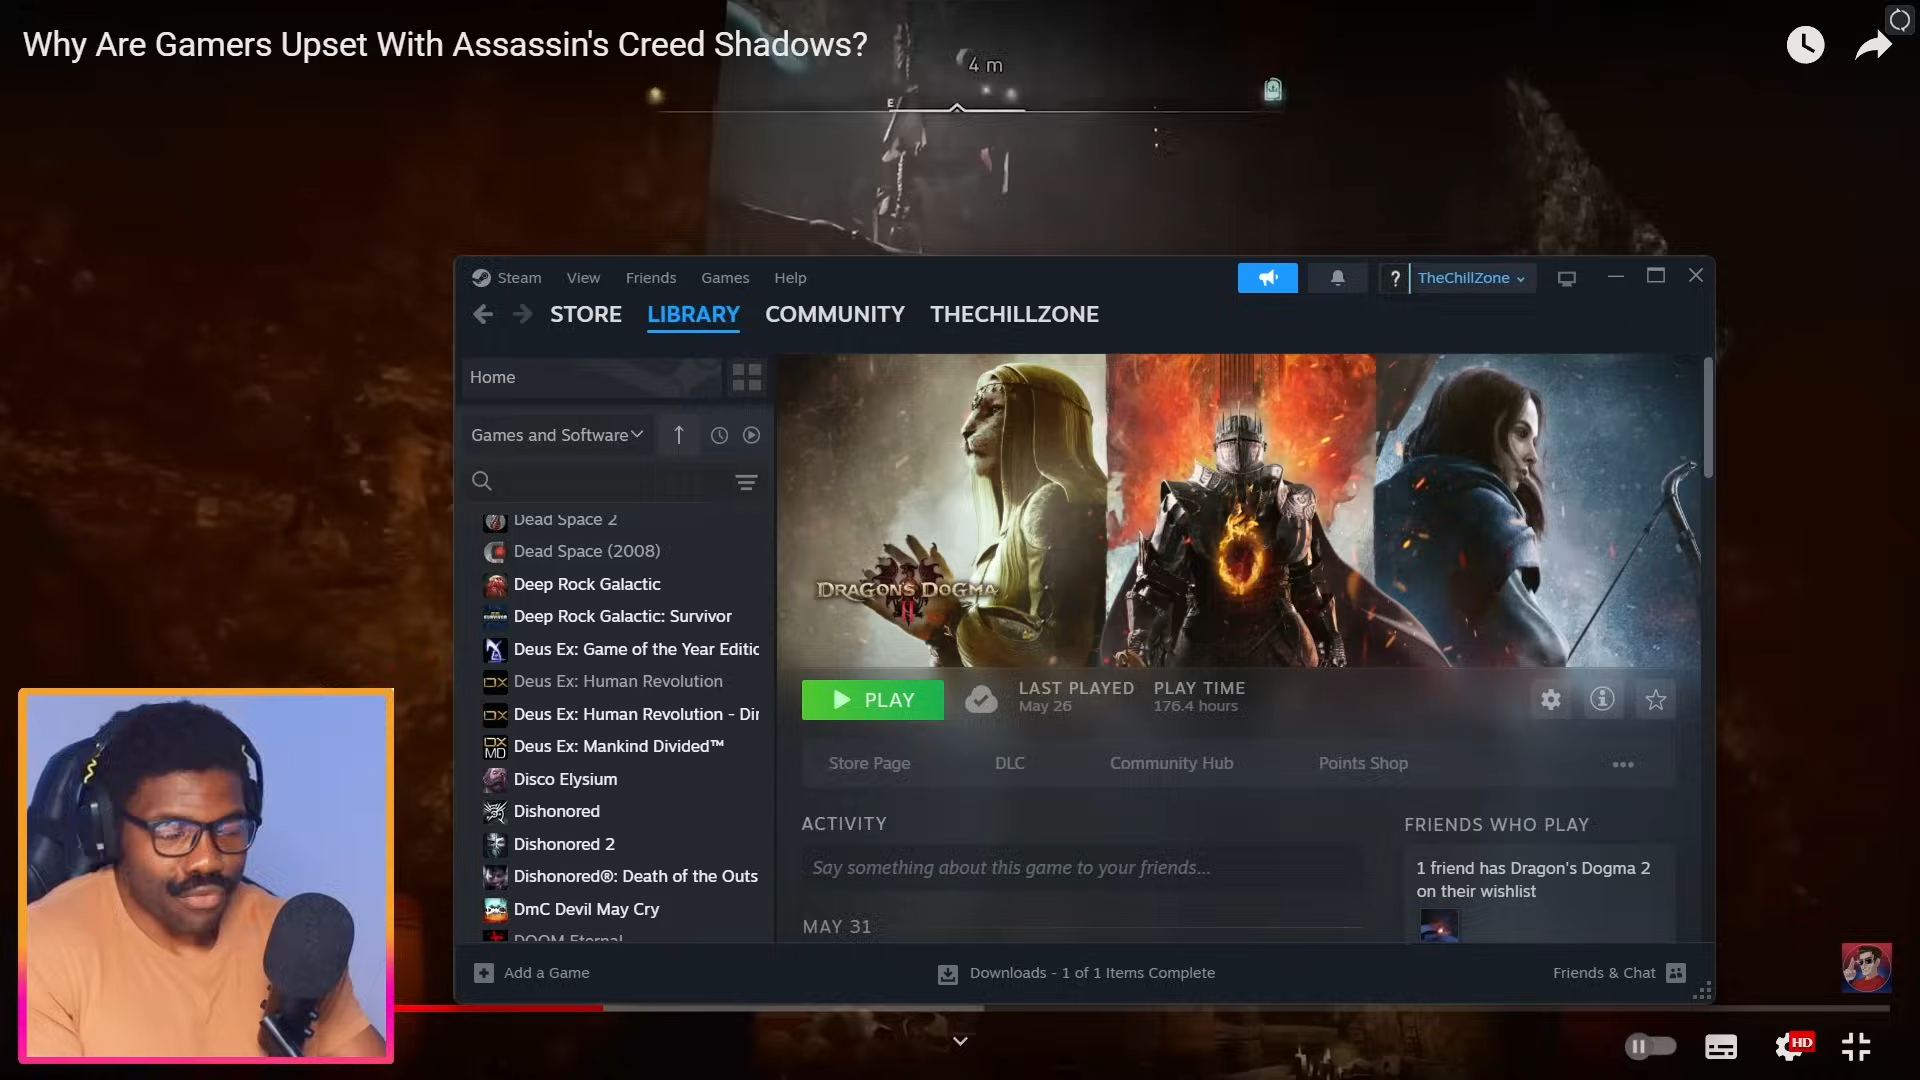 Why Are Gamers Upset With Assassin's Creed Shadows?
4 m
E
Steam View Friends Games Help
? TheChillZone
STORE LIBRARY COMMUNITY THECHILLZONE
Home
Games and Software
Dead Space 2
Dead Space (2008)
Deep Rock Galactic
Deep Rock Galactic: Survivor
Deus Ex: Game of the Year Editic
Deus Ex: Human Revolution
Deus Ex: Human Revolution - Dir
Deus Ex: Mankind Divided™
Disco Elysium
Dishonored
Dishonored 2
Dishonored®: Death of the Outs
DmC Devil May Cry
DOOM Eternal
DRAGON'S DOGMA
II
PLAY
LAST PLAYED
May 26
PLAY TIME
176.4 hours
Store Page DLC Community Hub Points Shop
ACTIVITY
Say something about this game to your friends...
MAY 31
FRIENDS WHO PLAY
1 friend has Dragon's Dogma 2
on their wishlist
Add a Game
Downloads - 1 of 1 Items Complete
Friends & Chat
HD